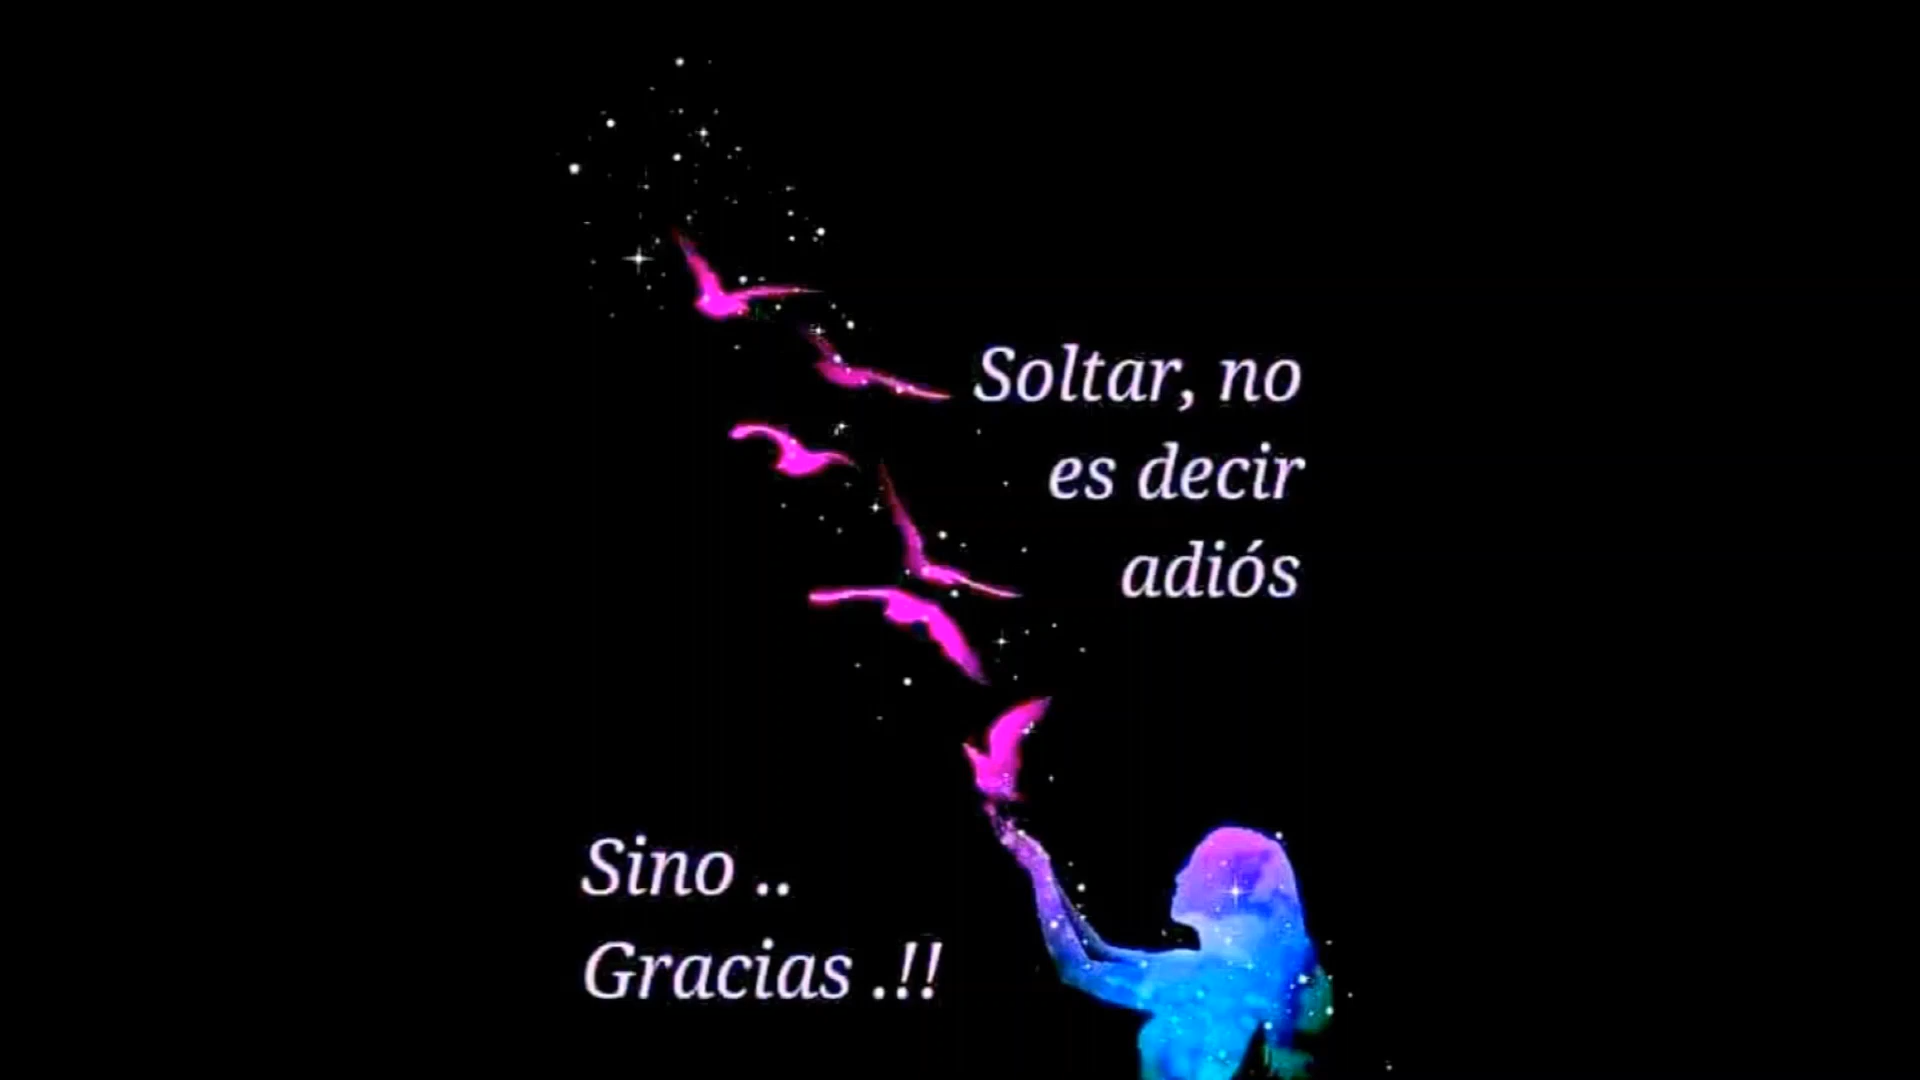 Soltar, no
es decir
adiós
Sino ..
Gracias .!!